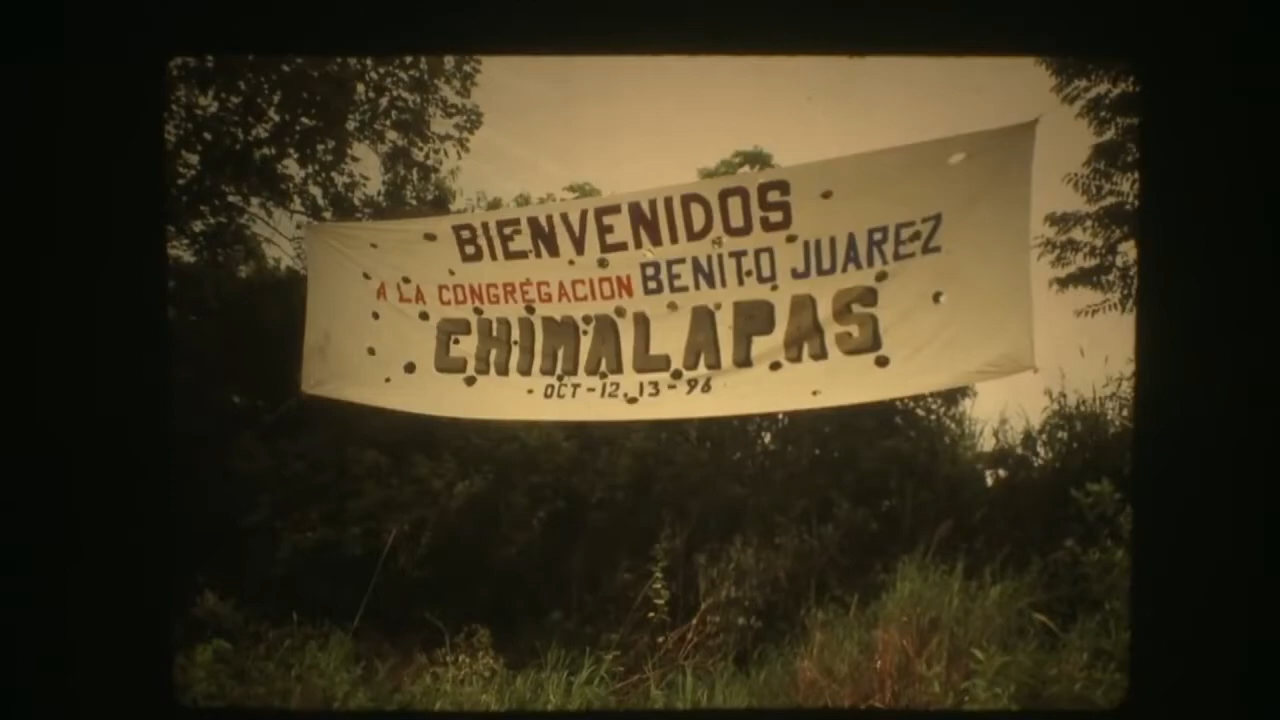 BIENVENIDOS
A LA CONGREGACION BENITO JUAREZ
CHIMALAPAS
- OCT - 12, 13 - 96